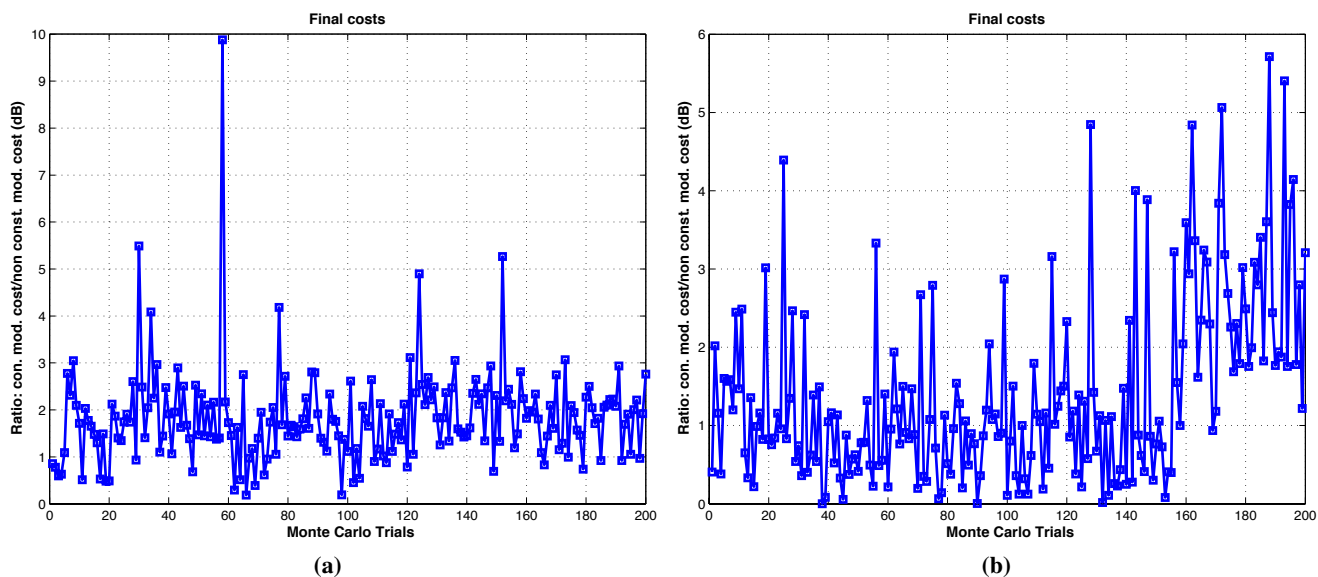 Final costs
Ratio: con. mod. cost/non const. mod. cost (dB)
10
9
8
7
6
5
4
3
2
1
0
0 20 40 60 80 100 120 140 160 180 200
Monte Carlo Trials
(a)
Final costs
Ratio: con. mod. cost/non const. mod. cost (dB)
6
5
4
3
2
1
0
0 20 40 60 80 100 120 140 160 180 200
Monte Carlo Trials
(b)